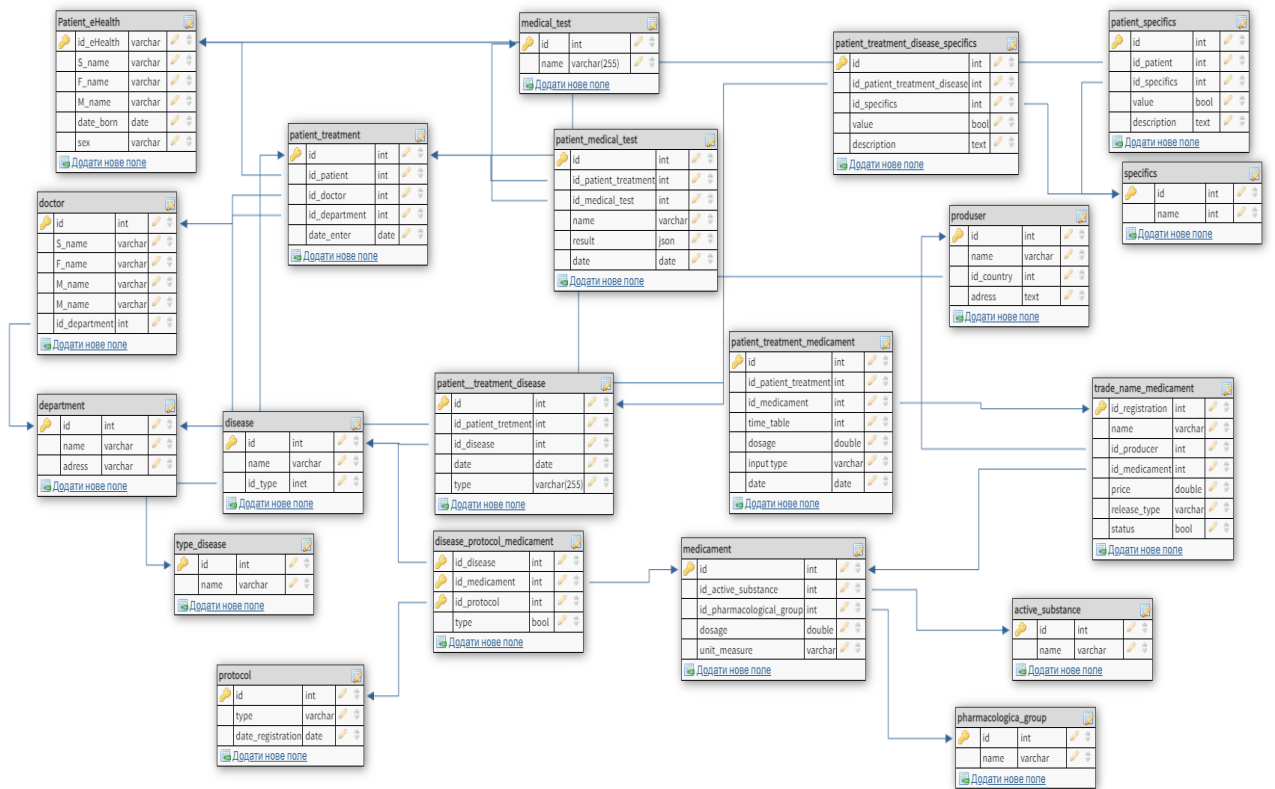 Patient_eHealth
id_eHealth varchar
S_name varchar
F_name varchar
M_name varchar
date_born date
sex varchar
Додати нове поле
medical_test
id int
name varchar(255)
Додати нове поле
patient_treatment_disease_specifics
id int
id_patient_treatment_disease int
id_specifics int
value bool
description text
Додати нове поле
patient_specifics
id int
id_patient int
id_specifics int
value bool
description text
Додати нове поле
patient_treatment
id int
id_patient int
id_doctor int
id_department int
date_enter date
Додати нове поле
patient_medical_test
id int
id_patient_treatment int
id_medical_test int
name varchar
result json
date date
Додати нове поле
specifics
id int
name int
Додати нове поле
doctor
id int
S_name varchar
F_name varchar
M_name varchar
M_name varchar
id_department int
Додати нове поле
produser
id int
name varchar
id_country int
adress text
Додати нове поле
patient_treatment_medicament
id int
id_patient_treatment int
id_medicament int
time_table int
dosage double
input type varchar
date date
Додати нове поле
patient__treatment_disease
id int
id_patient_tretment int
id_disease int
date date
type varchar(255)
Додати нове поле
trade_name_medicament
id_registration int
name varchar
id_producer int
id_medicament int
price double
release_type varchar
status bool
Додати нове поле
department
id int
name varchar
adress varchar
Додати нове поле
disease
id int
name varchar
id_type inet
Додати нове поле
type_disease
id int
name varchar
Додати нове поле
disease_protocol_medicament
id_disease int
id_medicament int
id_protocol int
type bool
Додати нове поле
medicament
id int
id_active_substance int
id_pharmacological_group int
dosage double
unit_measure varchar
Додати нове поле
active_substance
id int
name varchar
Додати нове поле
protocol
id int
type varchar
date_registration date
Додати нове поле
pharmacologica_group
id int
name varchar
Додати нове поле